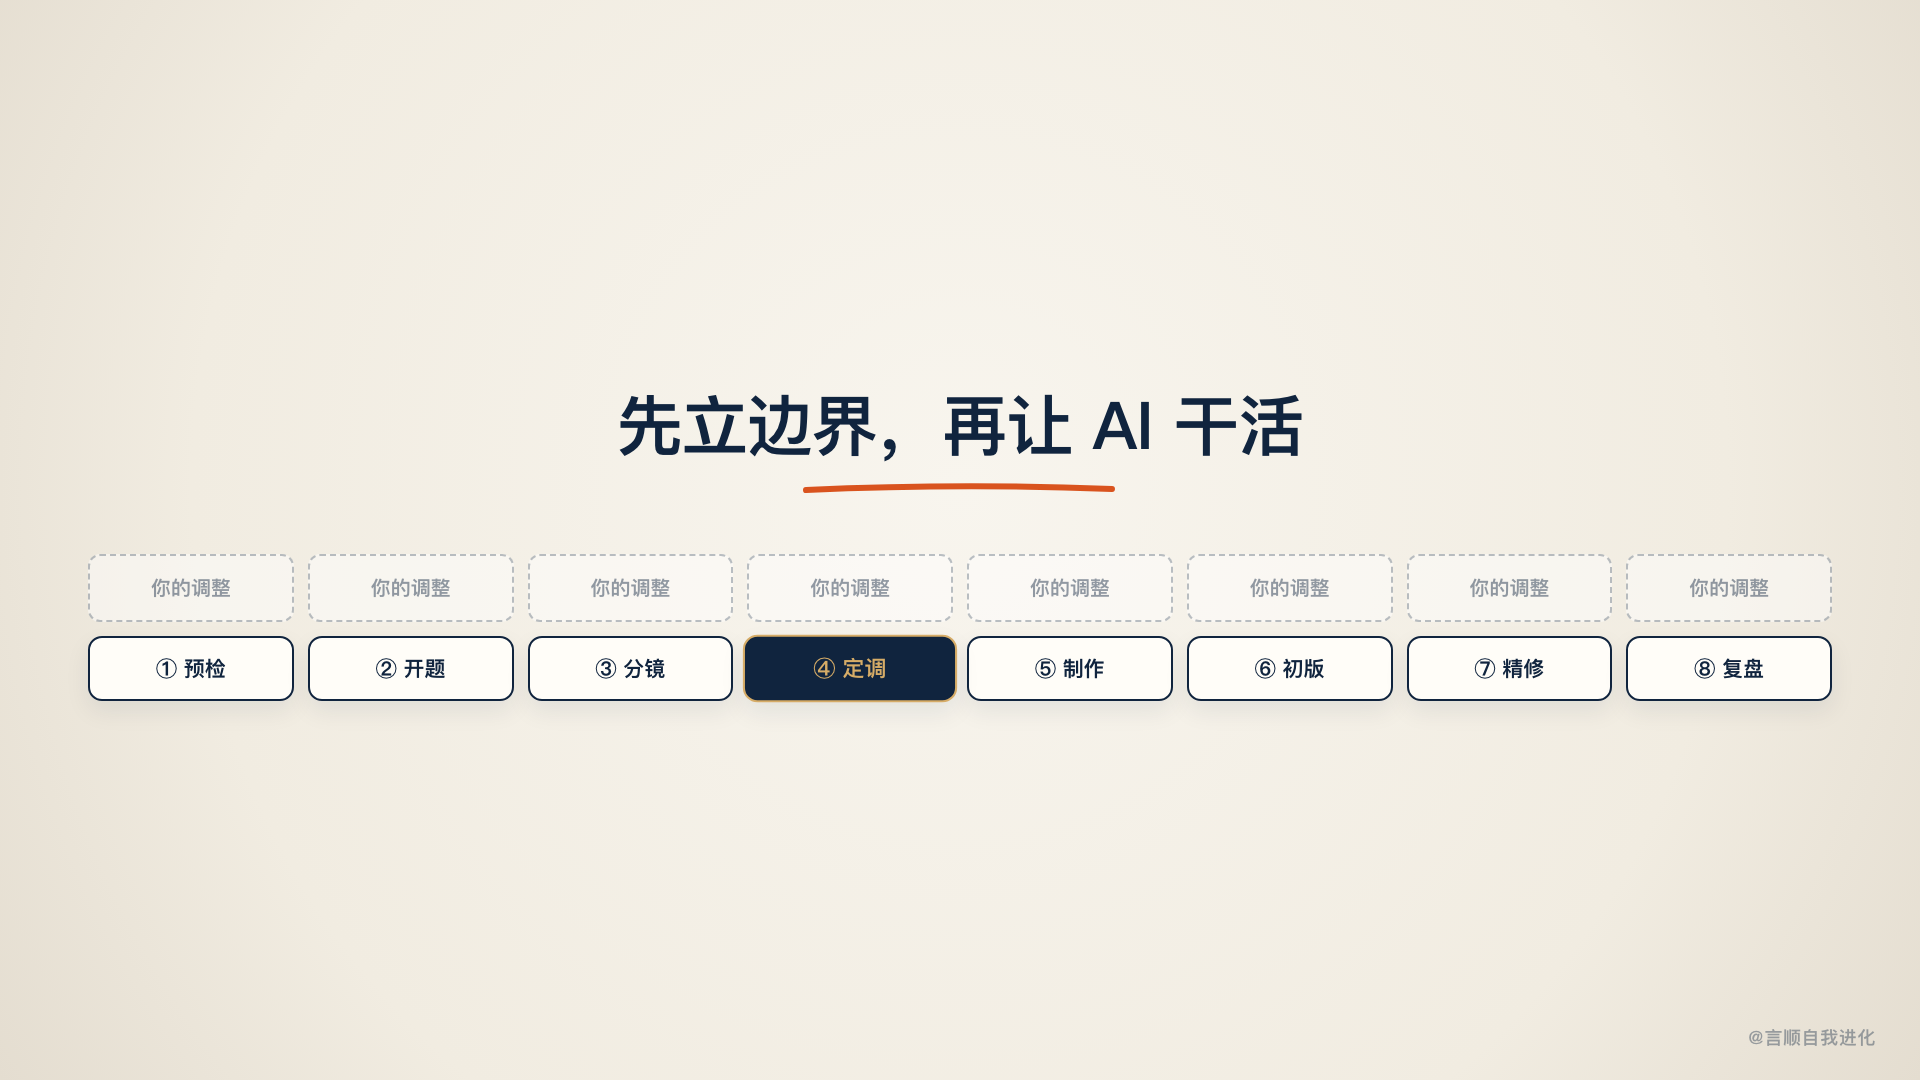 先立边界，再让 AI 干活
你的调整 你的调整 你的调整 你的调整 你的调整 你的调整 你的调整 你的调整
① 预检 ② 开题 ③ 分镜 ④ 定调 ⑤ 制作 ⑥ 初版 ⑦ 精修 ⑧ 复盘
@言顺自我进化